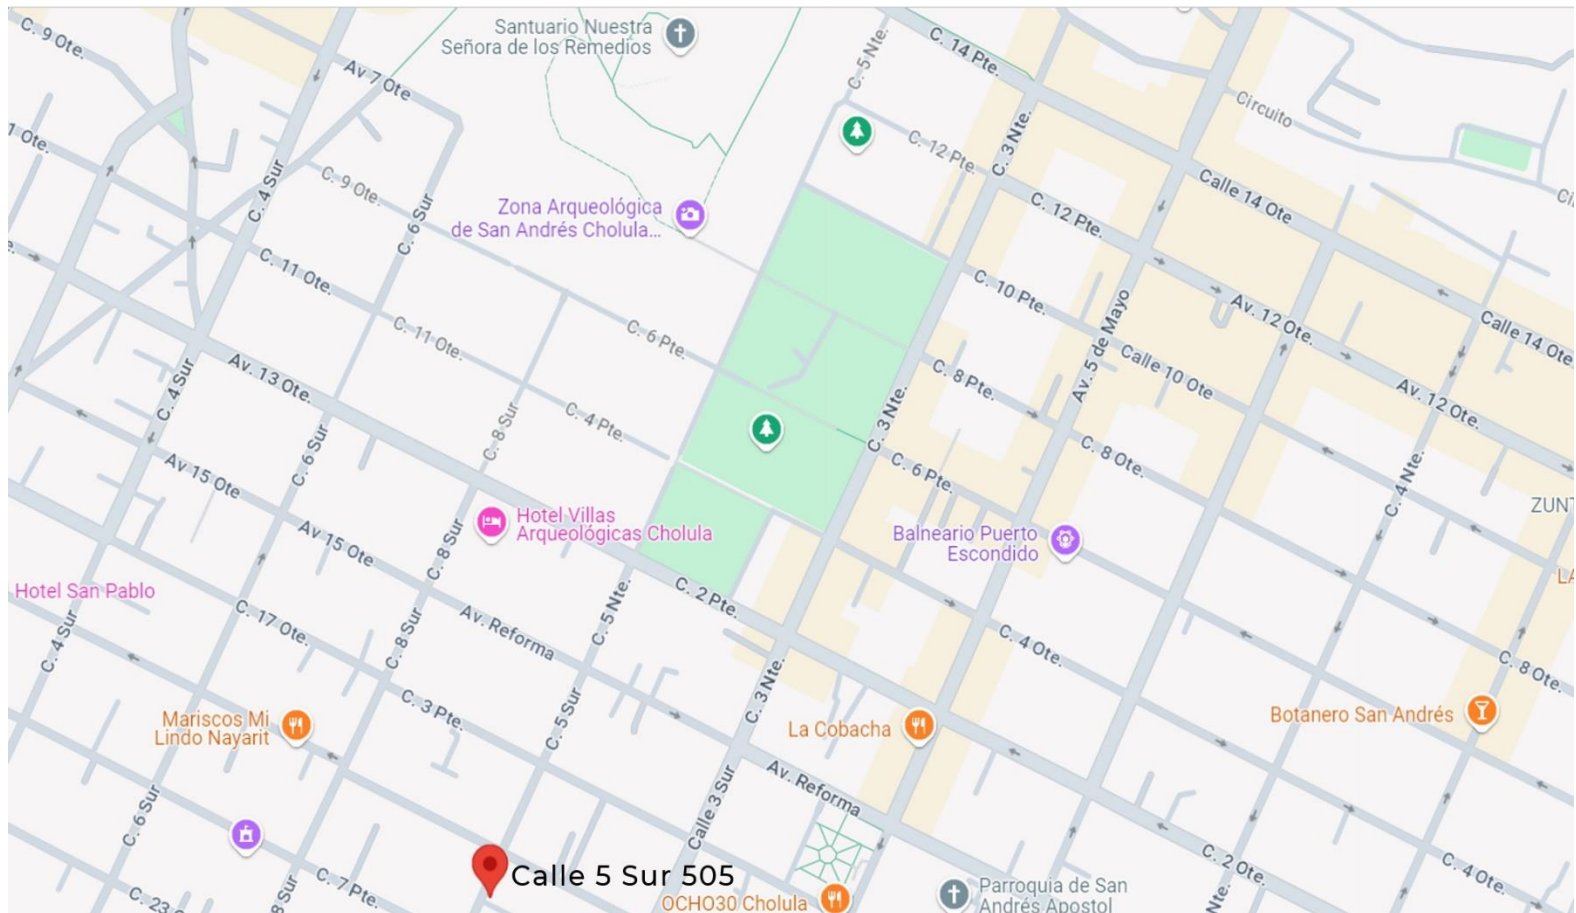 C. 9 Ote.
Av 7 Ote
Santuario Nuestra
Señora de los Remedios
C. 5 Nte.
C. 14 Pte.
Circuito
1 Ote.
C. 4 Sur
C. 9 Ote.
C. 6 Sur
C. 12 Pte.
C. 3 Nte.
Calle 14 Ote
Zona Arqueológica
de San Andrés Cholula...
C. 12 Pte.
C. 11 Ote.
C. 10 Pte.
Av. 12 Ote.
Calle 14 Ote
C. 11 Ote.
C. 6 Pte.
Av. 5 de Mayo
Calle 10 Ote
Av. 13 Ote.
C. 4 Sur
C. 8 Pte.
Av. 12 Ote.
C. 8 Sur
C. 4 Pte.
C. 3 Nte.
C. 6 Sur
C. 6 Pte.
C. 8 Ote.
C. 4 Nte.
Av 15 Ote
Av 15 Ote
C. 8 Sur
Hotel Villas
Arqueológicas Cholula
Balneario Puerto
Escondido
ZUNT
LA
Hotel San Pablo
C. 17 Ote.
C. 4 Sur
C. 8 Sur
Av. Reforma
C. 5 Nte.
C. 2 Pte.
C. 4 Ote.
C. 8 Ote.
C. 3 Pte.
C. 5 Sur
C. 3 Nte.
Mariscos Mi
Lindo Nayarit
La Cobacha
Botanero San Andrés
C. 6 Sur
Calle 3 Sur
Av. Reforma
Calle 5 Sur 505
C. 7 Pte.
C. 23
8 Sur
OCHO30 Cholula
Parroquia de San
Andrés Apostol
Nte.
C. 2 Ote.
C. 4 Ote.